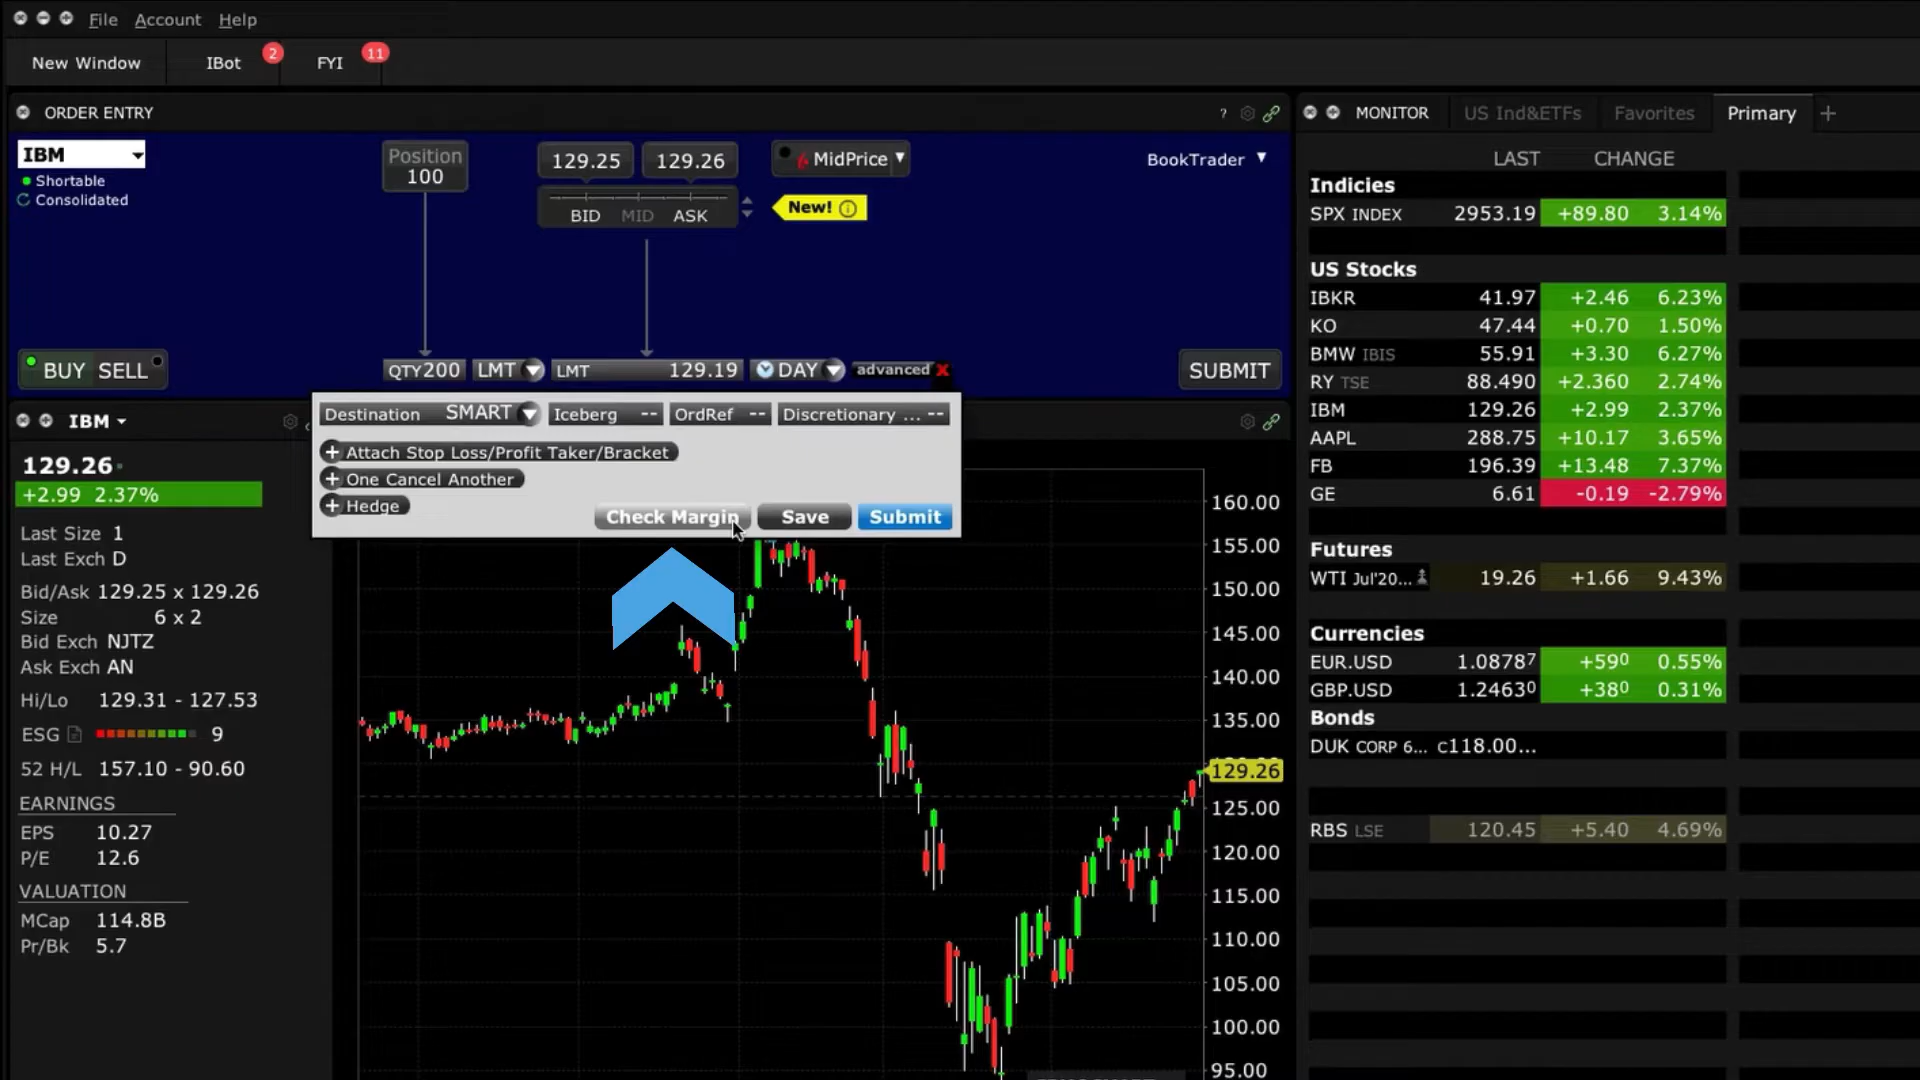 File Account Help
New Window IBot 2 FYI 11
ORDER ENTRY ?
IBM
Shortable
Consolidated
Position
100
129.25 129.26
BID MID ASK
MidPrice
New!
BookTrader
BUY SELL
QTY 200 LMT LMT 129.19 DAY advanced
SUBMIT
Destination SMART Iceberg -- OrdRef -- Discretionary ... --
Attach Stop Loss/Profit Taker/Bracket
One Cancel Another
Hedge
Check Margin Save Submit
IBM
129.26
+2.99 2.37%
Last Size 1
Last Exch D
Bid/Ask 129.25 x 129.26
Size 6 x 2
Bid Exch NJTZ
Ask Exch AN
Hi/Lo 129.31 - 127.53
ESG 9
52 H/L 157.10 - 90.60
EARNINGS
EPS 10.27
P/E 12.6
VALUATION
MCap 114.8B
Pr/Bk 5.7
160.00
155.00
150.00
145.00
140.00
135.00
129.26
125.00
120.00
115.00
110.00
105.00
100.00
95.00
MONITOR US Ind&ETFs Favorites Primary +
LAST CHANGE
Indicies
SPX INDEX 2953.19 +89.80 3.14%
US Stocks
IBKR 41.97 +2.46 6.23%
KO 47.44 +0.70 1.50%
BMW IBIS 55.91 +3.30 6.27%
RY TSE 88.490 +2.360 2.74%
IBM 129.26 +2.99 2.37%
AAPL 288.75 +10.17 3.65%
FB 196.39 +13.48 7.37%
GE 6.61 -0.19 -2.79%
Futures
WTI Jul'20... 19.26 +1.66 9.43%
Currencies
EUR.USD 1.08787 +590 0.55%
GBP.USD 1.24630 +380 0.31%
Bonds
DUK CORP 6... C118.00...
RBS LSE 120.45 +5.40 4.69%